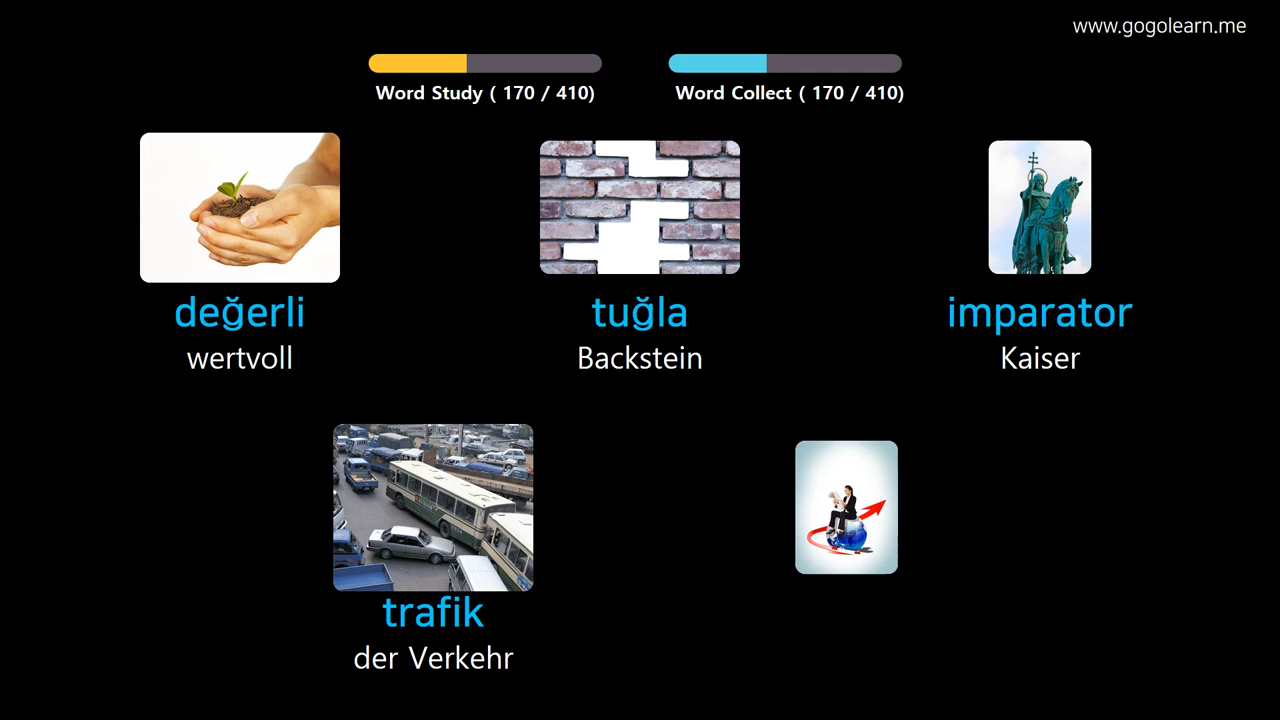 www.gogolearn.me
Word Study ( 170 / 410)
Word Collect ( 170 / 410)
değerli
wertvoll
tuğla
Backstein
imparator
Kaiser
trafik
der Verkehr